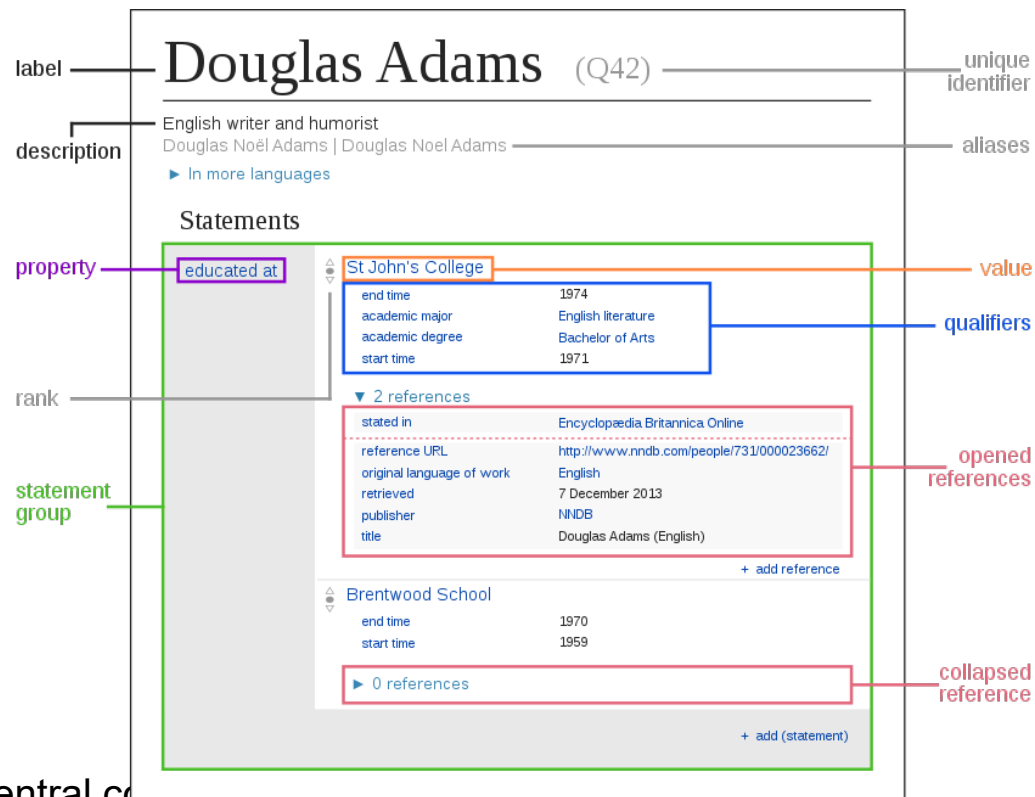 label
Douglas Adams (Q42)
unique identifier
description
English writer and humorist
Douglas Noël Adams | Douglas Noel Adams
aliases
► In more languages
Statements
property
educated at
St John's College
value
end time 1974
academic major English literature
academic degree Bachelor of Arts
start time 1971
qualifiers
rank
▼ 2 references
stated in Encyclopædia Britannica Online
reference URL http://www.nndb.com/people/731/000023662/
original language of work English
retrieved 7 December 2013
publisher NNDB
title Douglas Adams (English)
opened
references
statement
group
+ add reference
Brentwood School
end time 1970
start time 1959
► 0 references
collapsed
reference
+ add (statement)